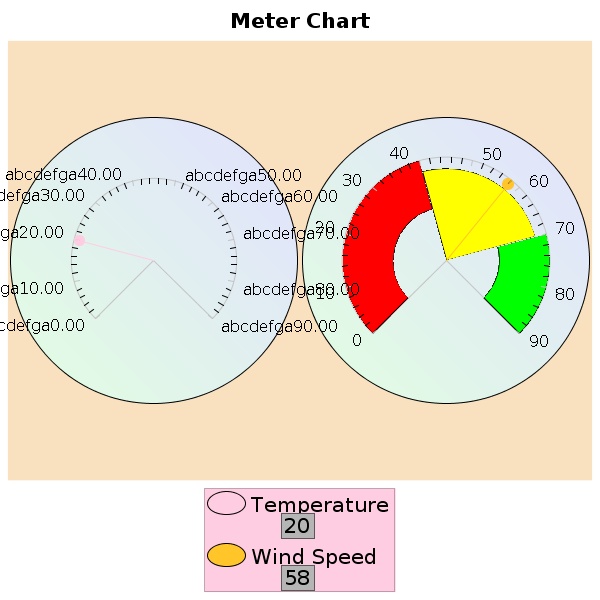 Meter Chart
abcdefga40.00
abcdefga50.00
defga30.00
abcdefga60.00
ga20.00
abcdefga70.00
ga10.00
abcdefga80.00
cdefga0.00
abcdefga90.00
40
50
30
60
20
70
10
80
0
90
Temperature
20
Wind Speed
58